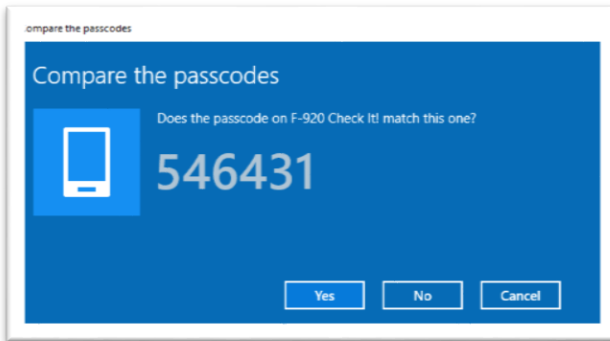 ompare the passcodes
Compare the passcodes
Does the passcode on F-920 Check It! match this one?
546431
Yes
No
Cancel